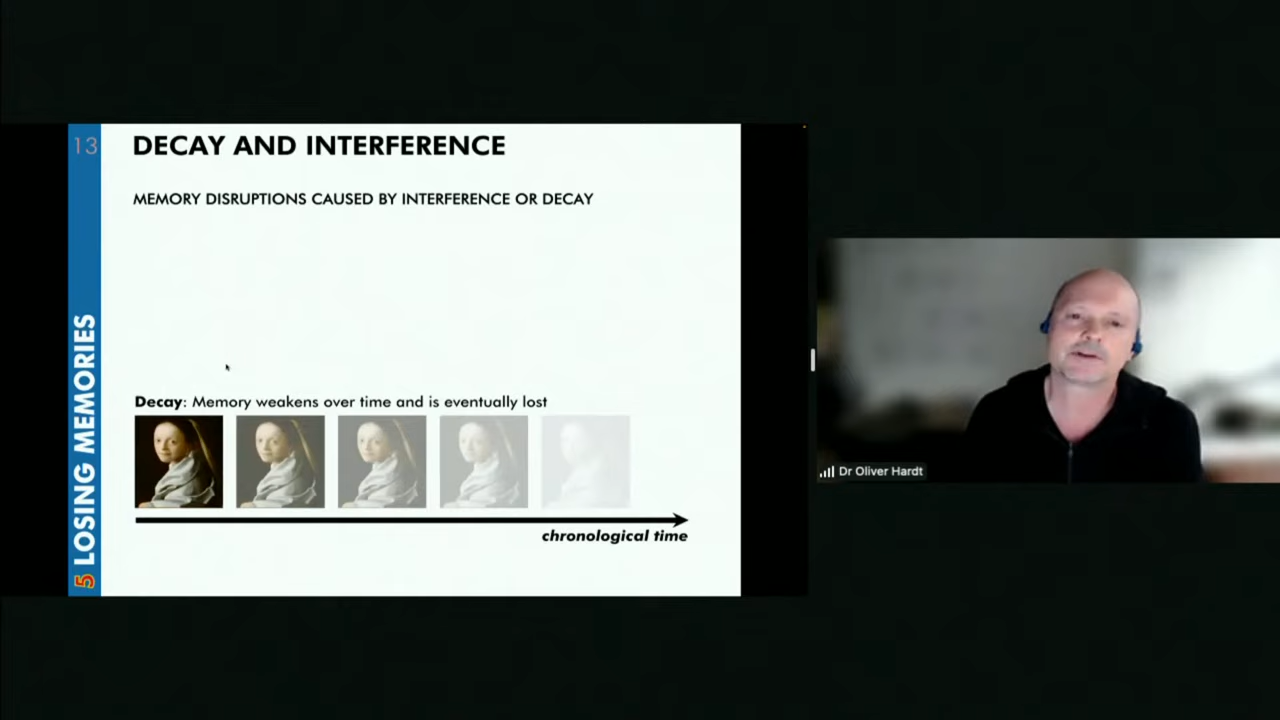 13
DECAY AND INTERFERENCE
MEMORY DISRUPTIONS CAUSED BY INTERFERENCE OR DECAY
Decay: Memory weakens over time and is eventually lost
chronological time
5 LOSING MEMORIES
Dr Oliver Hardt